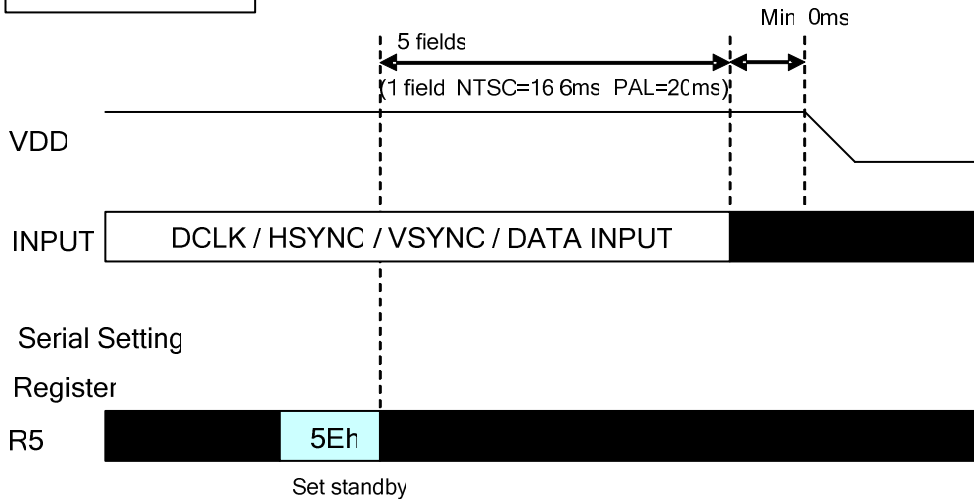 Min 0ms
5 fields
(1 field NTSC=16 6ms PAL=20ms)
VDD
INPUT
DCLK / HSYNC / VSYNC / DATA INPUT
Serial Setting
Register
R5
5Eh
Set standby